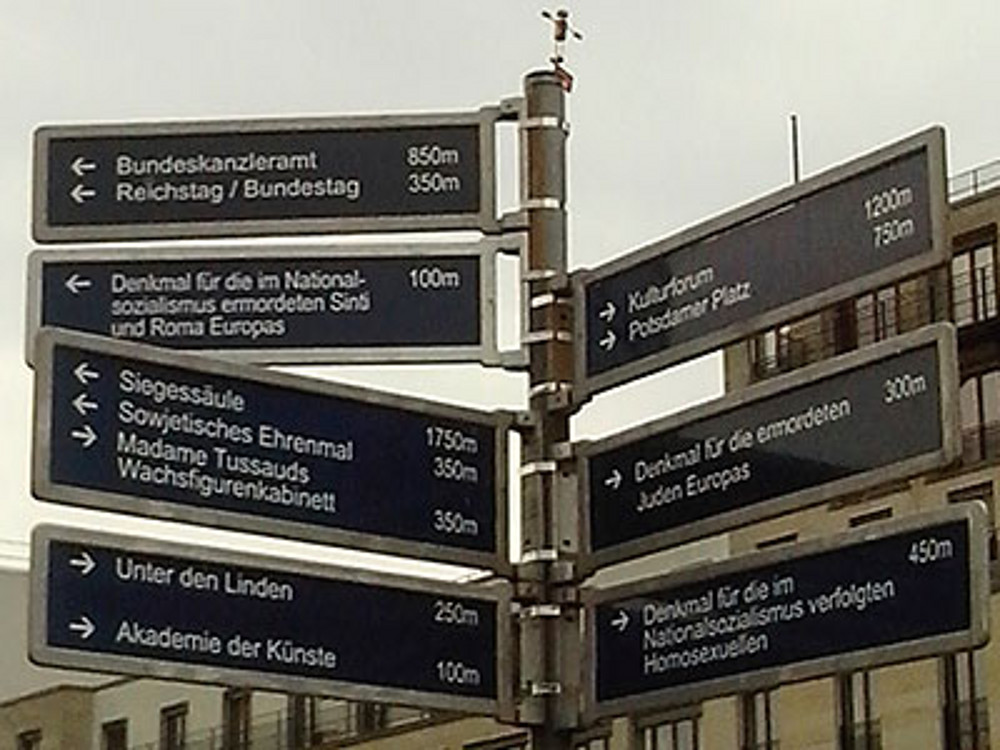 ← Bundeskanzleramt 850m
← Reichstag / Bundestag 350m
← Denkmal für die im National- 100m
sozialismus ermordeten Sinti
und Roma Europas
← Siegessäule 1750m
← Sowjetisches Ehrenmal 350m
→ Madame Tussauds
Wachsfigurenkabinett 350m
→ Unter den Linden 250m
→ Akademie der Künste 100m
→ Kulturforum 1200m
→ Potsdamer Platz 750m
→ Denkmal für die ermordeten 300m
Juden Europas
→ Denkmal für die im 450m
Nationalsozialismus verfolgten
Homosexuellen